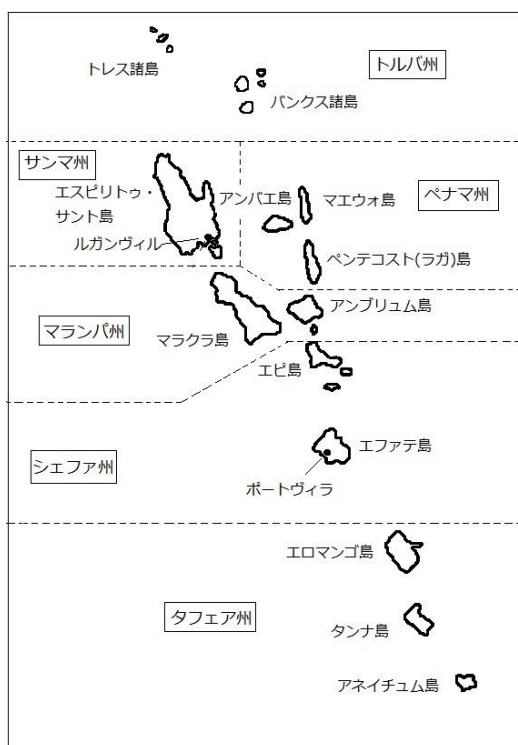 トレス諸島
トルバ州
バンクス諸島
サンマ州
エスピリトゥ・
サント島
アンバエ島
マエウォ島
ペナマ州
ルガンヴィル
ペンテコスト(ラガ)島
アンブリュム島
マランパ州
マラクラ島
エピ島
シェファ州
エファテ島
ポートヴィラ
エロマンゴ島
タフェア州
タンナ島
アネイチュム島